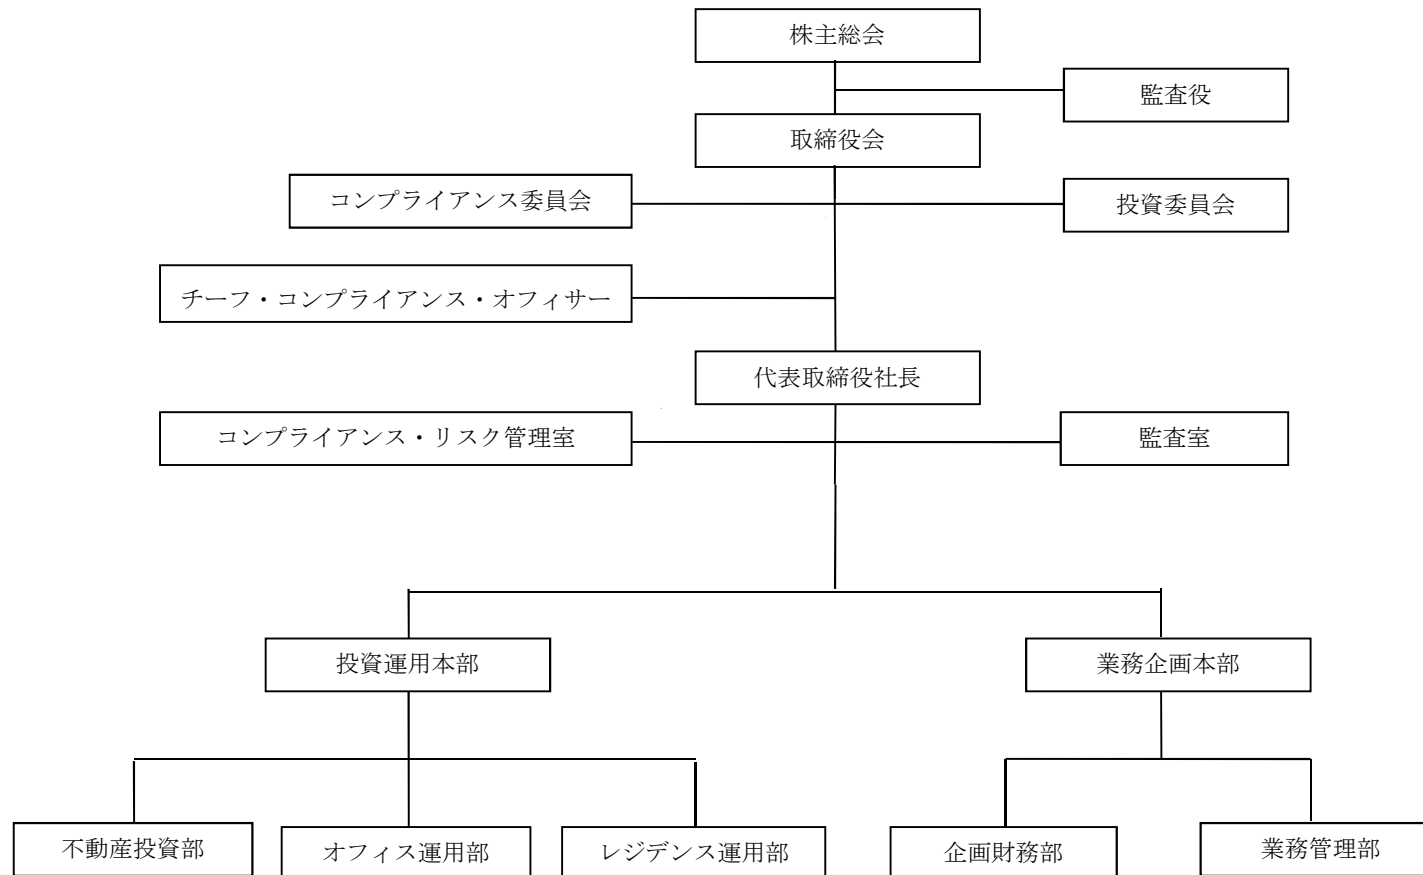 株主総会
監査役
取締役会
コンプライアンス委員会
投資委員会
チーフ・コンプライアンス・オフィサー
代表取締役社長
コンプライアンス・リスク管理室
監査室
投資運用本部
業務企画本部
不動産投資部
オフィス運用部
レジデンス運用部
企画財務部
業務管理部